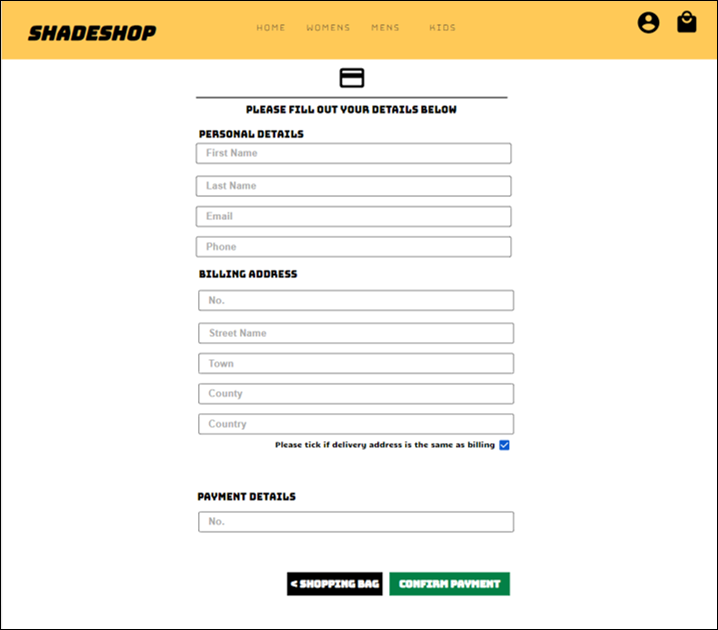 SHADESHOP
HOME WOMENS MENS KIDS
PLEASE FILL OUT YOUR DETAILS BELOW
PERSONAL DETAILS
First Name
Last Name
Email
Phone
BILLING ADDRESS
No.
Street Name
Town
County
Country
Please tick if delivery address is the same as billing
PAYMENT DETAILS
No.
< SHOPPING BAG CONFIRM PAYMENT